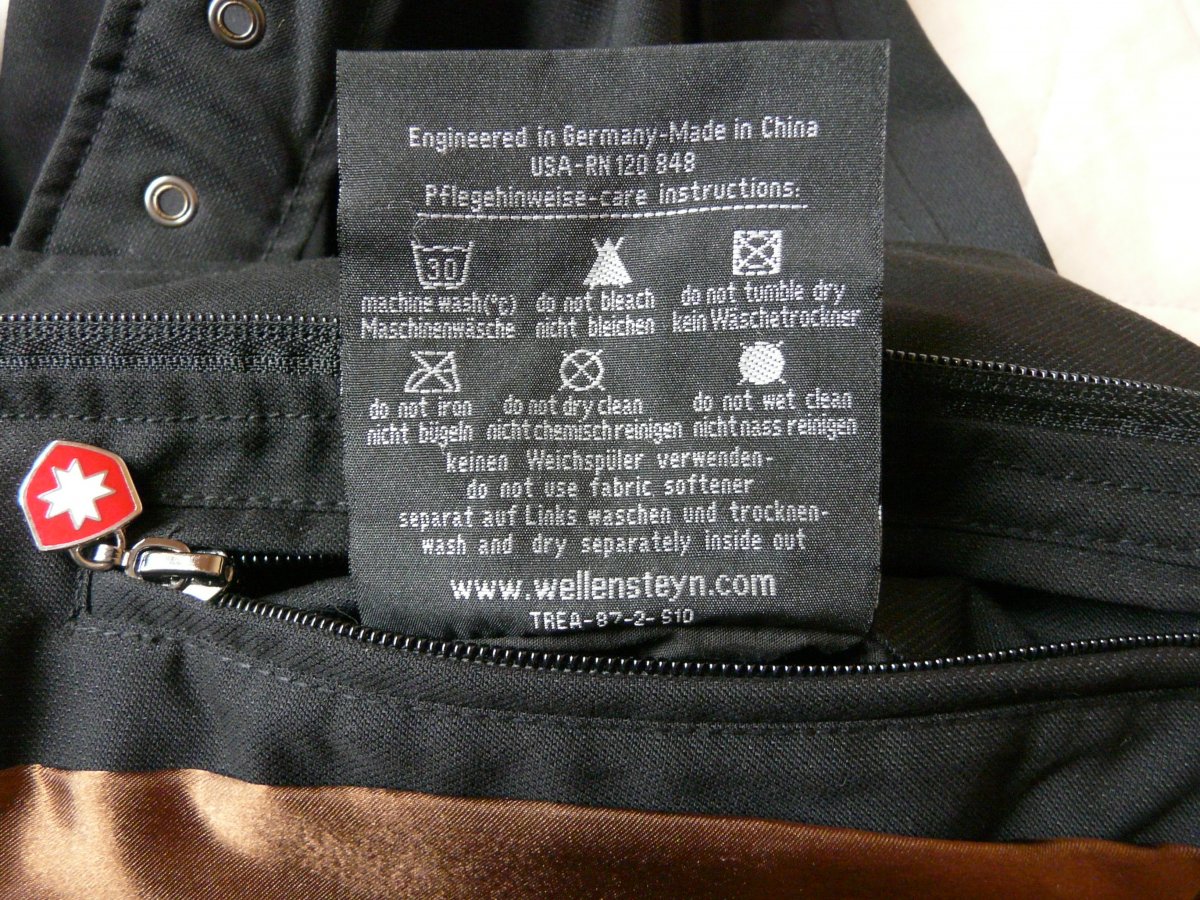 Engineered in Germany-Made in China
USA-RN 120 848
Pflegehinweise-care instructions:
30
machine wash(°c) do not bleach do not tumble dry
Maschinenwäsche nicht bleichen kein Wäschetrockner
do not iron do not dry clean do not wet clean
nicht bügeln nicht chemisch reinigen nicht nass reinigen
keinen Weichspüler verwenden-
do not use fabric softener
separat auf Links waschen und trocknen-
wash and dry separately inside out
www.wellensteyn.com
TREA-87-2-S10